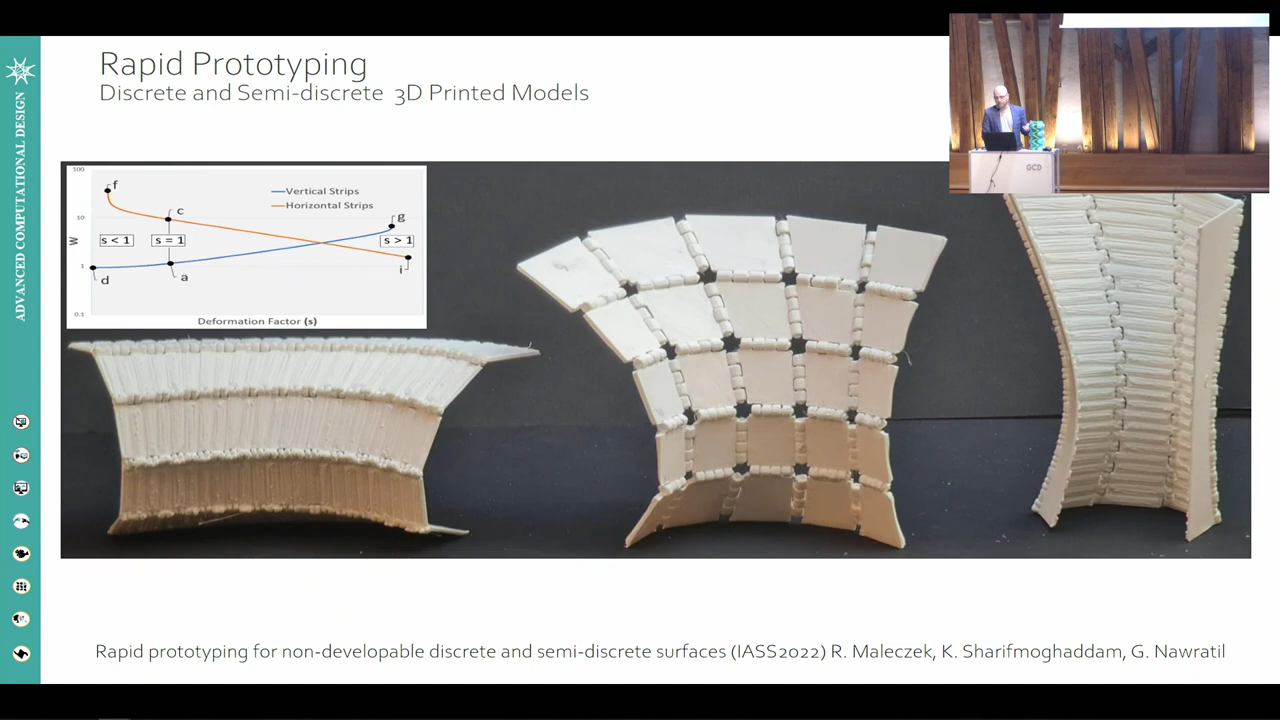 ADVANCED COMPUTATIONAL DESIGN
Rapid Prototyping
Discrete and Semi-discrete 3D Printed Models
GCD
100
10
1
0.1
W
f
c
g
d
a
i
Vertical Strips
Horizontal Strips
s < 1
s = 1
s > 1
Deformation Factor (s)
Rapid prototyping for non-developable discrete and semi-discrete surfaces (IASS2022) R. Maleczek, K. Sharifmoghaddam, G. Nawratil